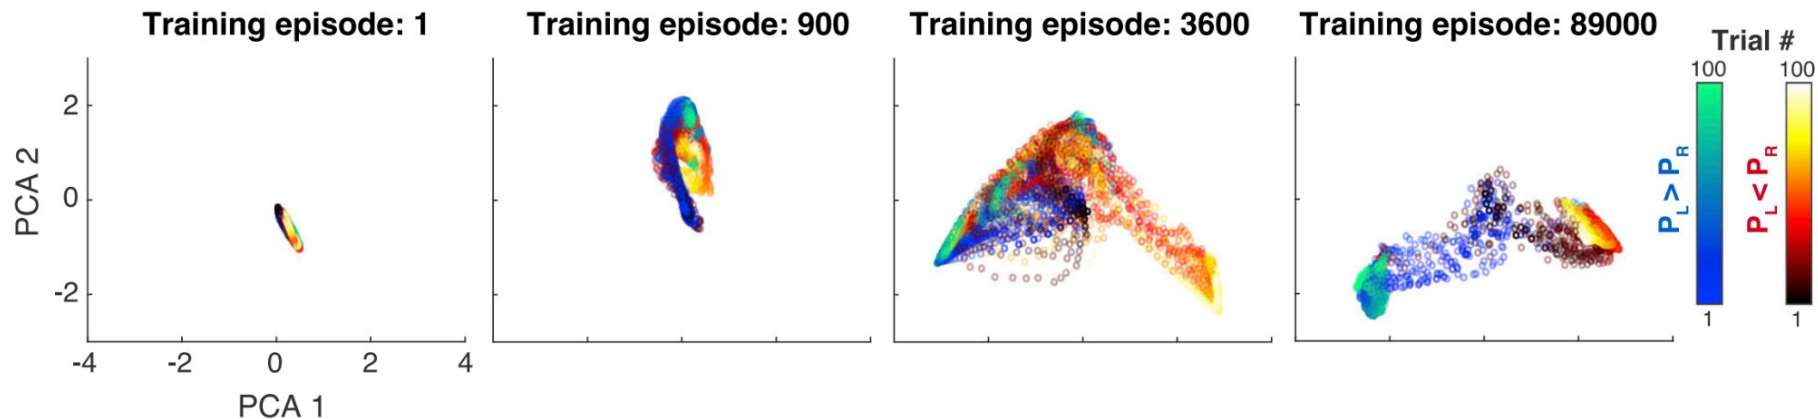 Training episode: 1
Training episode: 900
Training episode: 3600
Training episode: 89000
Trial #
100
100
2
0
-2
PCA 2
P_L > P_R
P_L < P_R
1
1
-4
-2
0
2
4
PCA 1